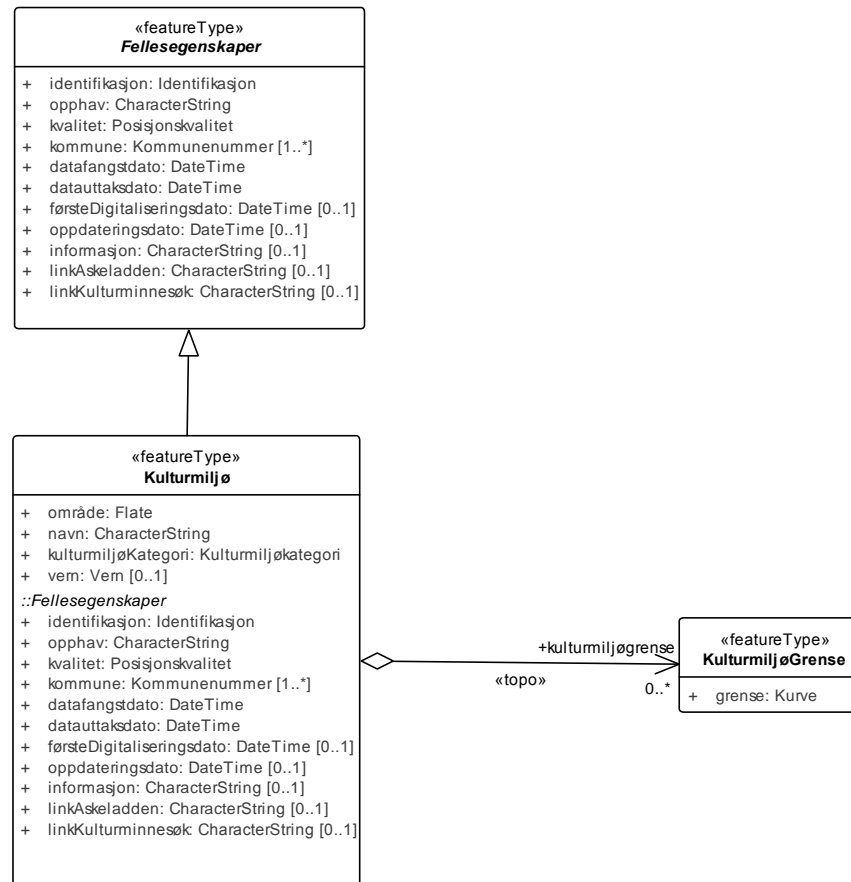 «featureType»
Fellesegenskaper
+ identifikasjon: Identifikasjon
+ opphav: CharacterString
+ kvalitet: Posisjonskvalitet
+ kommune: Kommunenummer [1..*]
+ datafangstdato: DateTime
+ datauttaksdato: DateTime
+ førsteDigitaliseringsdato: DateTime [0..1]
+ oppdateringsdato: DateTime [0..1]
+ informasjon: CharacterString [0..1]
+ linkAskeladden: CharacterString [0..1]
+ linkKulturminnesøk: CharacterString [0..1]
«featureType»
Kulturmiljø
+ område: Flate
+ navn: CharacterString
+ kulturmiljøKategori: Kulturmiljøkategori
+ vern: Vern [0..1]
::Fellesegenskaper
+ identifikasjon: Identifikasjon
+ opphav: CharacterString
+ kvalitet: Posisjonskvalitet
+ kommune: Kommunenummer [1..*]
+ datafangstdato: DateTime
+ datauttaksdato: DateTime
+ førsteDigitaliseringsdato: DateTime [0..1]
+ oppdateringsdato: DateTime [0..1]
+ informasjon: CharacterString [0..1]
+ linkAskeladden: CharacterString [0..1]
+ linkKulturminnesøk: CharacterString [0..1]
+kulturmiljøgrense
«topo»
0..*
«featureType»
KulturmiljøGrense
+ grense: Kurve